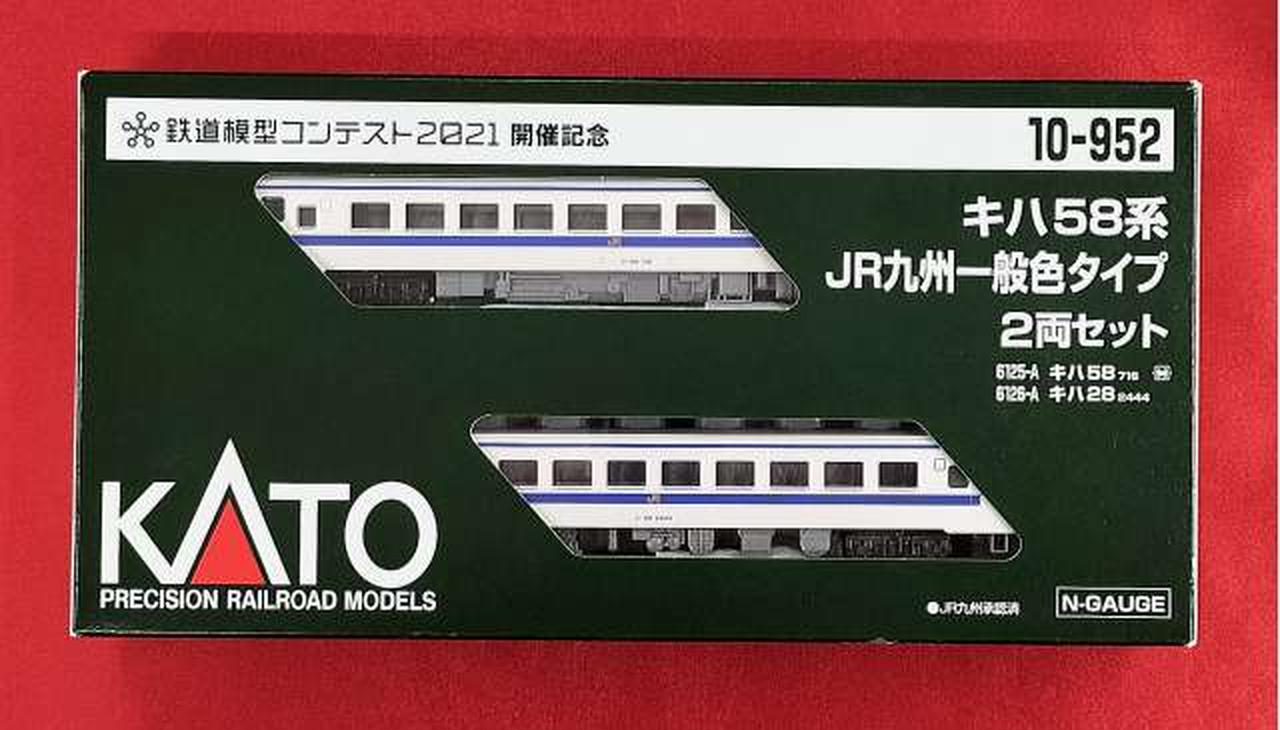 鉄道模型コンテスト2021 開催記念
10-952
キハ58系
JR九州一般色タイプ
2両セット
6125-A キハ58 716 M
6126-A キハ28 2444
KATO
PRECISION RAILROAD MODELS
●JR九州承認済
N-GAUGE